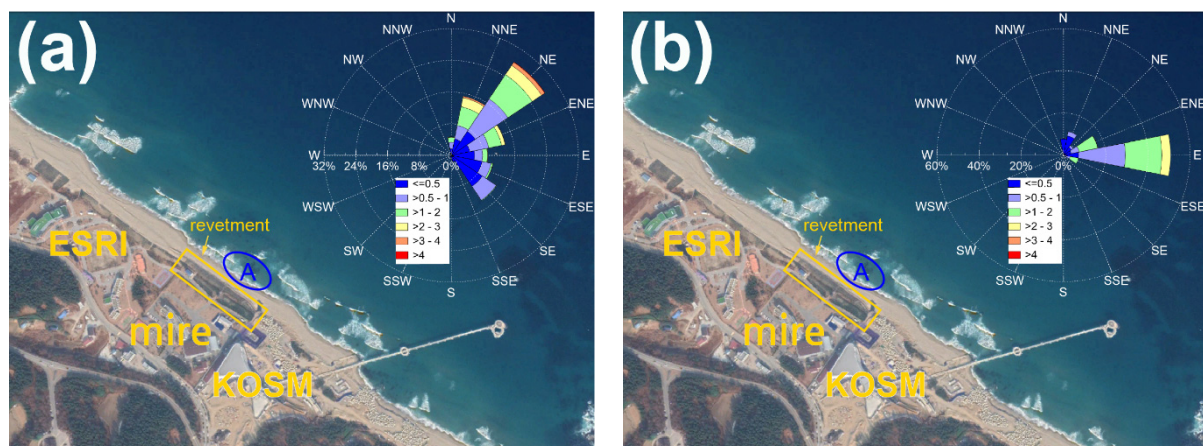 (a)
N
NNW
NNE
NW
NE
WNW
ENE
W
E
32% 24% 16% 8% 0%
WSW
ESE
SW
SE
SSW
SSE
S
<=0.5
>0.5 - 1
>1 - 2
>2 - 3
>3 - 4
>4
revetment
ESRI
A
mire
KOSM
(b)
N
NNW
NNE
NW
NE
WNW
ENE
W
E
60% 40% 20% 0%
WSW
ESE
SW
SE
SSW
SSE
S
<=0.5
>0.5 - 1
>1 - 2
>2 - 3
>3 - 4
>4
revetment
ESRI
A
mire
KOSM